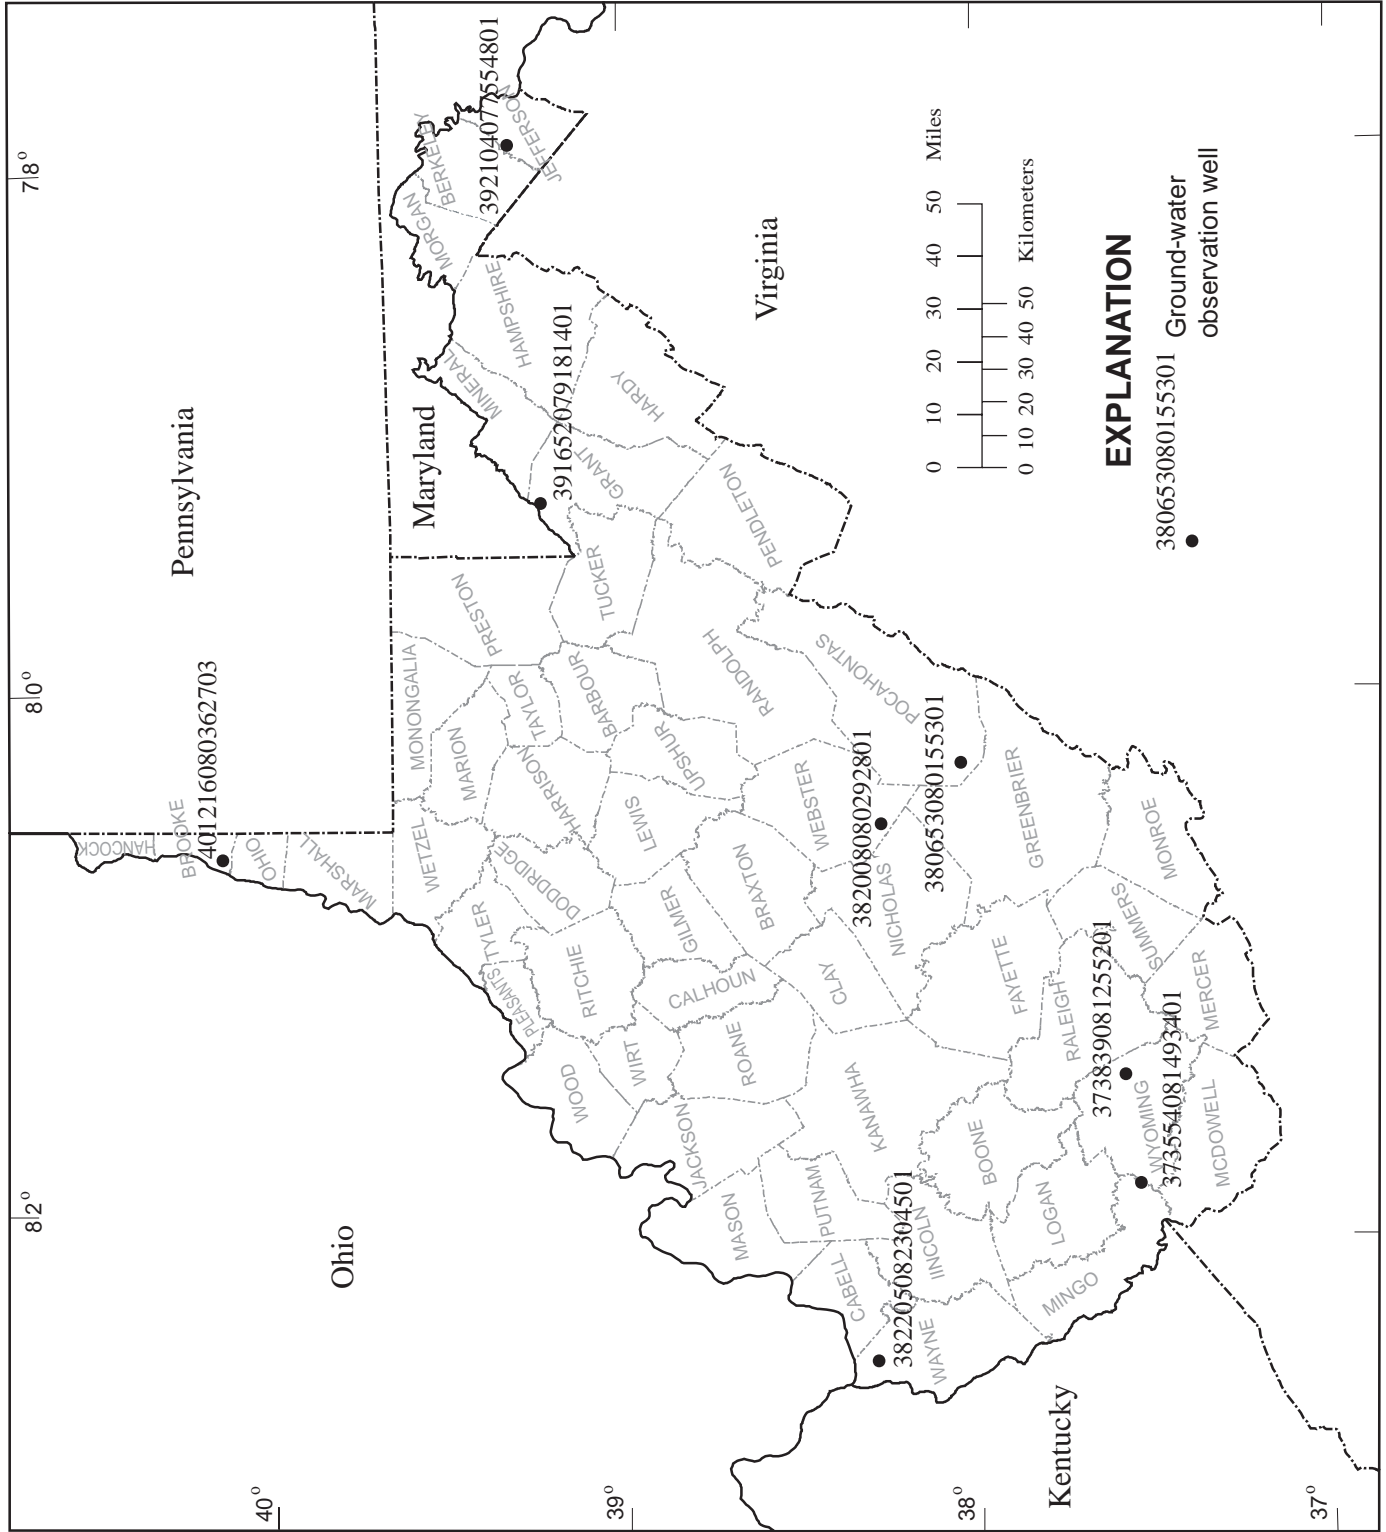 82°
80°
78°
40°
39°
38°
37°
Ohio
Pennsylvania
Maryland
Virginia
Kentucky
HANCOCK
BROOKE
401216080362703
OHIO
MARSHALL
WETZEL
MONONGALIA
MARION
PRESTON
TAYLOR
TYLER
PLEASANTS
DODDRIDGE
HARRISON
BARBOUR
TUCKER
GRANT
MINERAL
HAMPSHIRE
MORGAN
BERKELEY
JEFFERSON
392104077554801
391652079181401
HARDY
PENDLETON
RANDOLPH
UPSHUR
LEWIS
GILMER
RITCHIE
WOOD
WIRT
CALHOUN
ROANE
JACKSON
MASON
PUTNAM
CABELL
KANAWHA
CLAY
BRAXTON
WEBSTER
POCAHONTAS
382008080292801
NICHOLAS
380653080155301
GREENBRIER
FAYETTE
382205082304501
WAYNE
lINCOLN
BOONE
LOGAN
MINGO
RALEIGH
373839081255201
SUMMERS
MONROE
MERCER
WYOMING
373554081493401
MCDOWELL
0 10 20 30 40 50 Miles
0 10 20 30 40 50 Kilometers
EXPLANATION
380653080155301
Ground-water
observation well